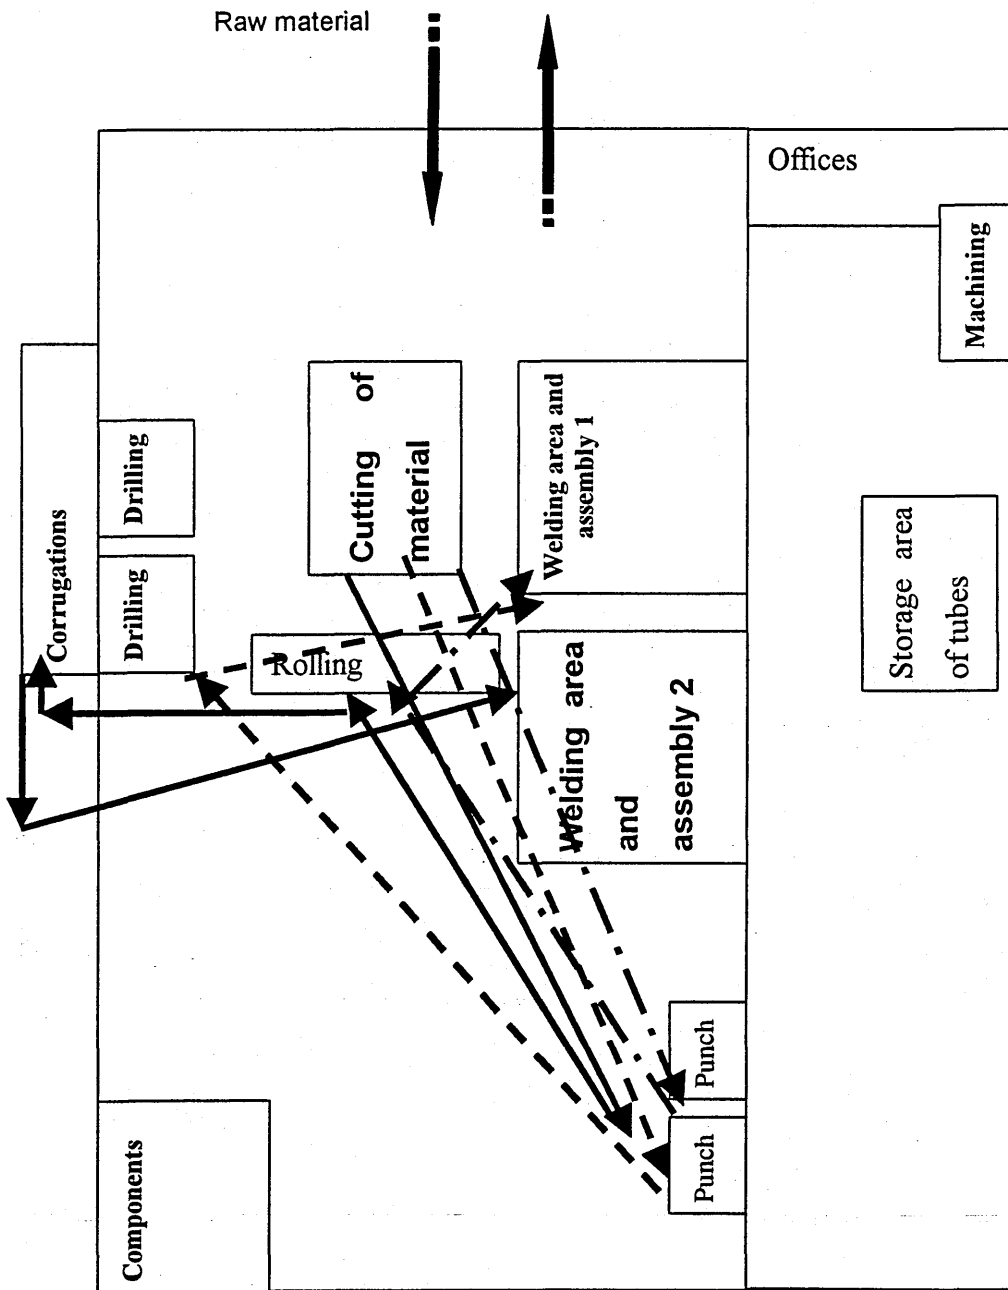 Raw material
Offices
Machining
Corrugations
Drilling
Drilling
Cutting of
material
Welding area and
assembly 1
Storage area
of tubes
Rolling
Welding area
and
assembly 2
Punch
Punch
Components